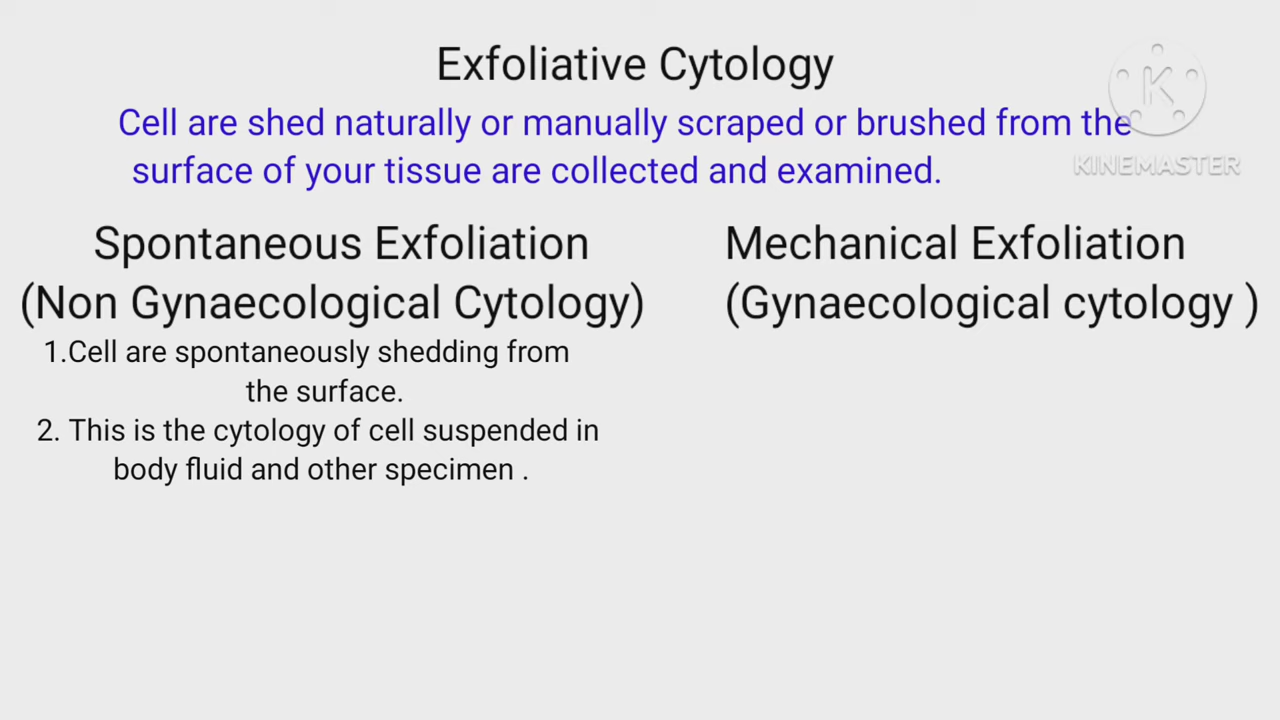 Exfoliative Cytology
Cell are shed naturally or manually scraped or brushed from the
surface of your tissue are collected and examined.
K
KINEMASTER
Spontaneous Exfoliation
(Non Gynaecological Cytology)
1.Cell are spontaneously shedding from
the surface.
2. This is the cytology of cell suspended in
body fluid and other specimen .
Mechanical Exfoliation
(Gynaecological cytology )